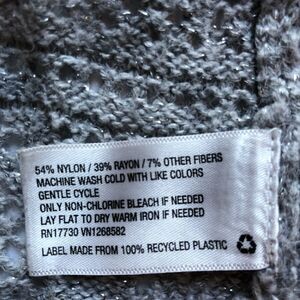 54% NYLON / 39% RAYON / 7% OTHER FIBERS
MACHINE WASH COLD WITH LIKE COLORS
GENTLE CYCLE
ONLY NON-CHLORINE BLEACH IF NEEDED
LAY FLAT TO DRY WARM IRON IF NEEDED
RN17730 VN1268582
LABEL MADE FROM 100% RECYCLED PLASTIC